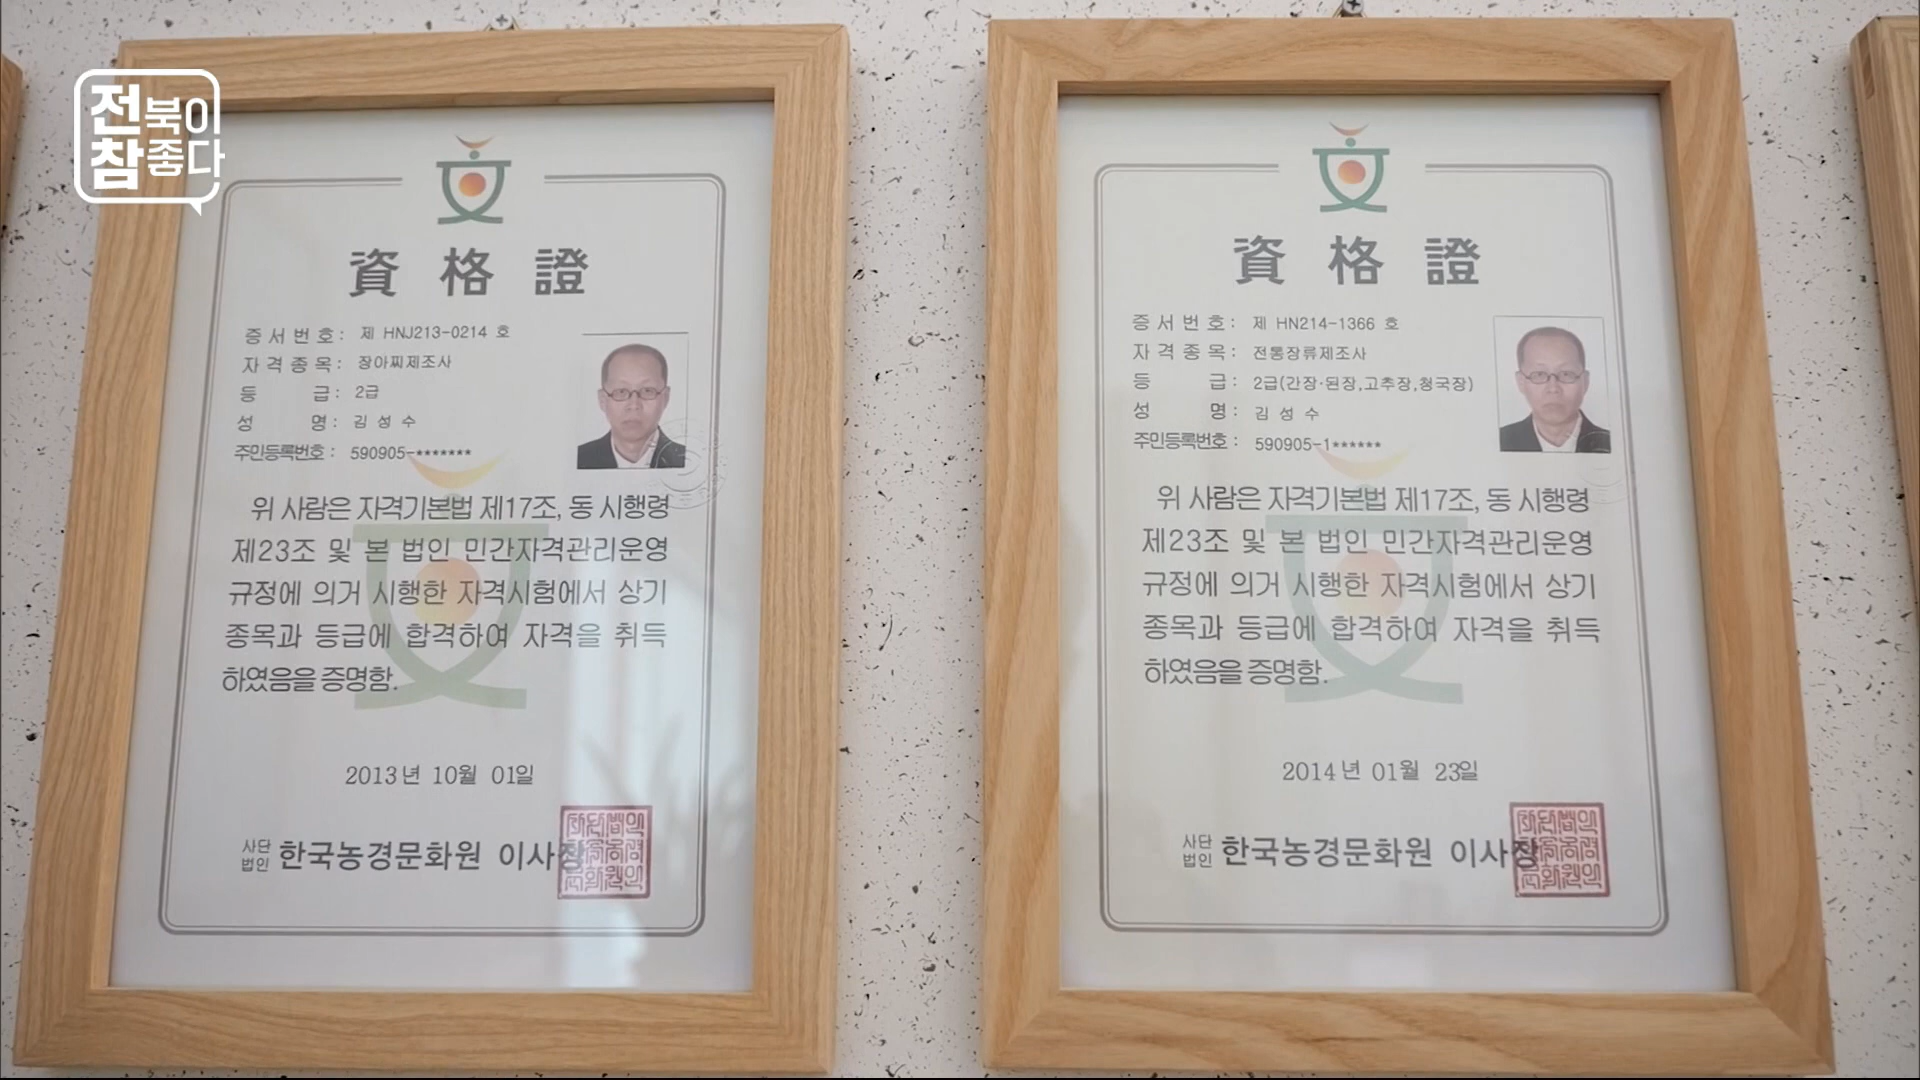 전북이
참좋다
資格證
증서번호: 제 HNJ213-0214 호
자격종목: 장아찌제조사
등 급: 2급
성 명: 김 성 수
주민등록번호: 590905-*******
위 사람은 자격기본법 제17조, 동 시행령
제23조 및 본 법인 민간자격관리운영
규정에 의거 시행한 자격시험에서 상기
종목과 등급에 합격하여 자격을 취득
하였음을 증명함.
2013년 10월 01일
사단법인 한국농경문화원 이사장
資格證
증서번호: 제 HN214-1366 호
자격종목: 전통장류제조사
등 급: 2급(간장·된장,고추장,청국장)
성 명: 김 성 수
주민등록번호: 590905-1******
위 사람은 자격기본법 제17조, 동 시행령
제23조 및 본 법인 민간자격관리운영
규정에 의거 시행한 자격시험에서 상기
종목과 등급에 합격하여 자격을 취득
하였음을 증명함.
2014년 01월 23일
사단법인 한국농경문화원 이사장